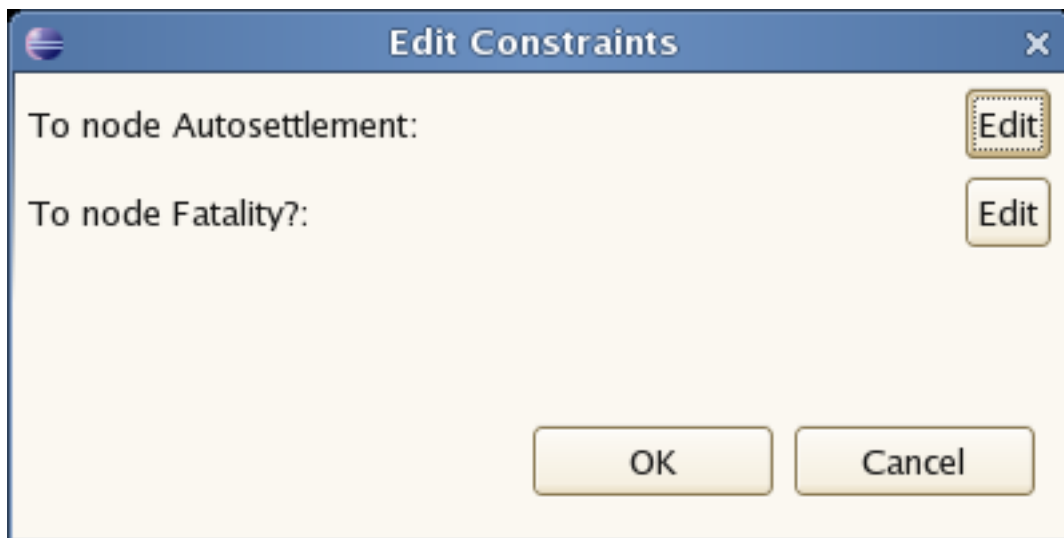 Edit Constraints
To node Autosettlement: Edit
To node Fatality?: Edit
OK Cancel